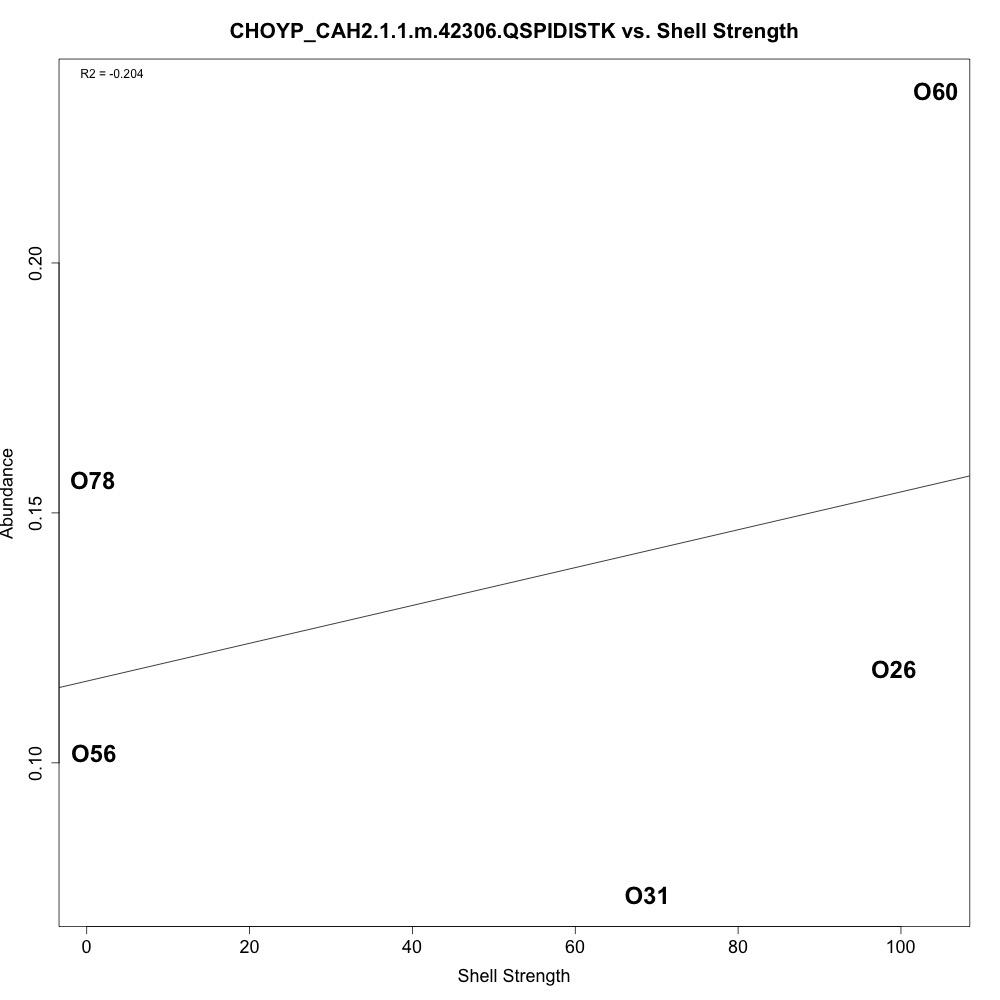 CHOYP_CAH2.1.1.m.42306.QSPIDISTK vs. Shell Strength
R2 = -0.204
O60
0.20
O78
0.15
Abundance
O26
O56
0.10
O31
0 20 40 60 80 100
Shell Strength